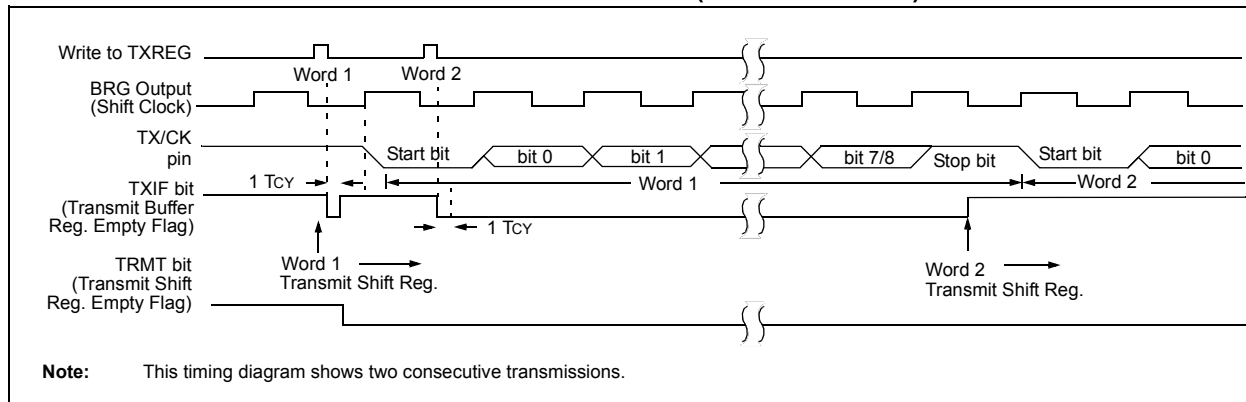 Write to TXREG
Word 1 Word 2
BRG Output
(Shift Clock)
TX/CK
pin
Start bit bit 0 bit 1 bit 7/8 Stop bit Start bit bit 0
1 TCY
Word 1 Word 2
TXIF bit
(Transmit Buffer
Reg. Empty Flag)
1 TCY
Word 1
Transmit Shift Reg.
Word 2
Transmit Shift Reg.
TRMT bit
(Transmit Shift
Reg. Empty Flag)
Note: This timing diagram shows two consecutive transmissions.